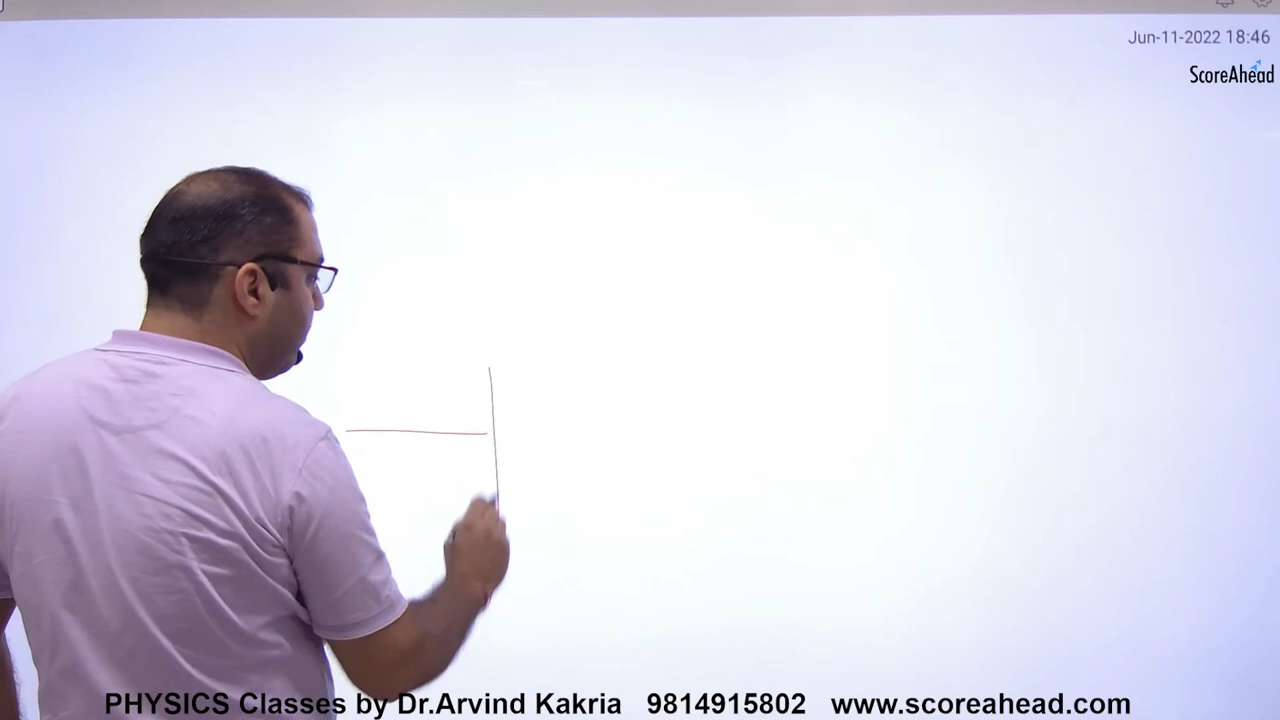 Jun-11-2022 18:46
ScoreAhead
PHYSICS Classes by Dr.Arvind Kakria 9814915802 www.scoreahead.com